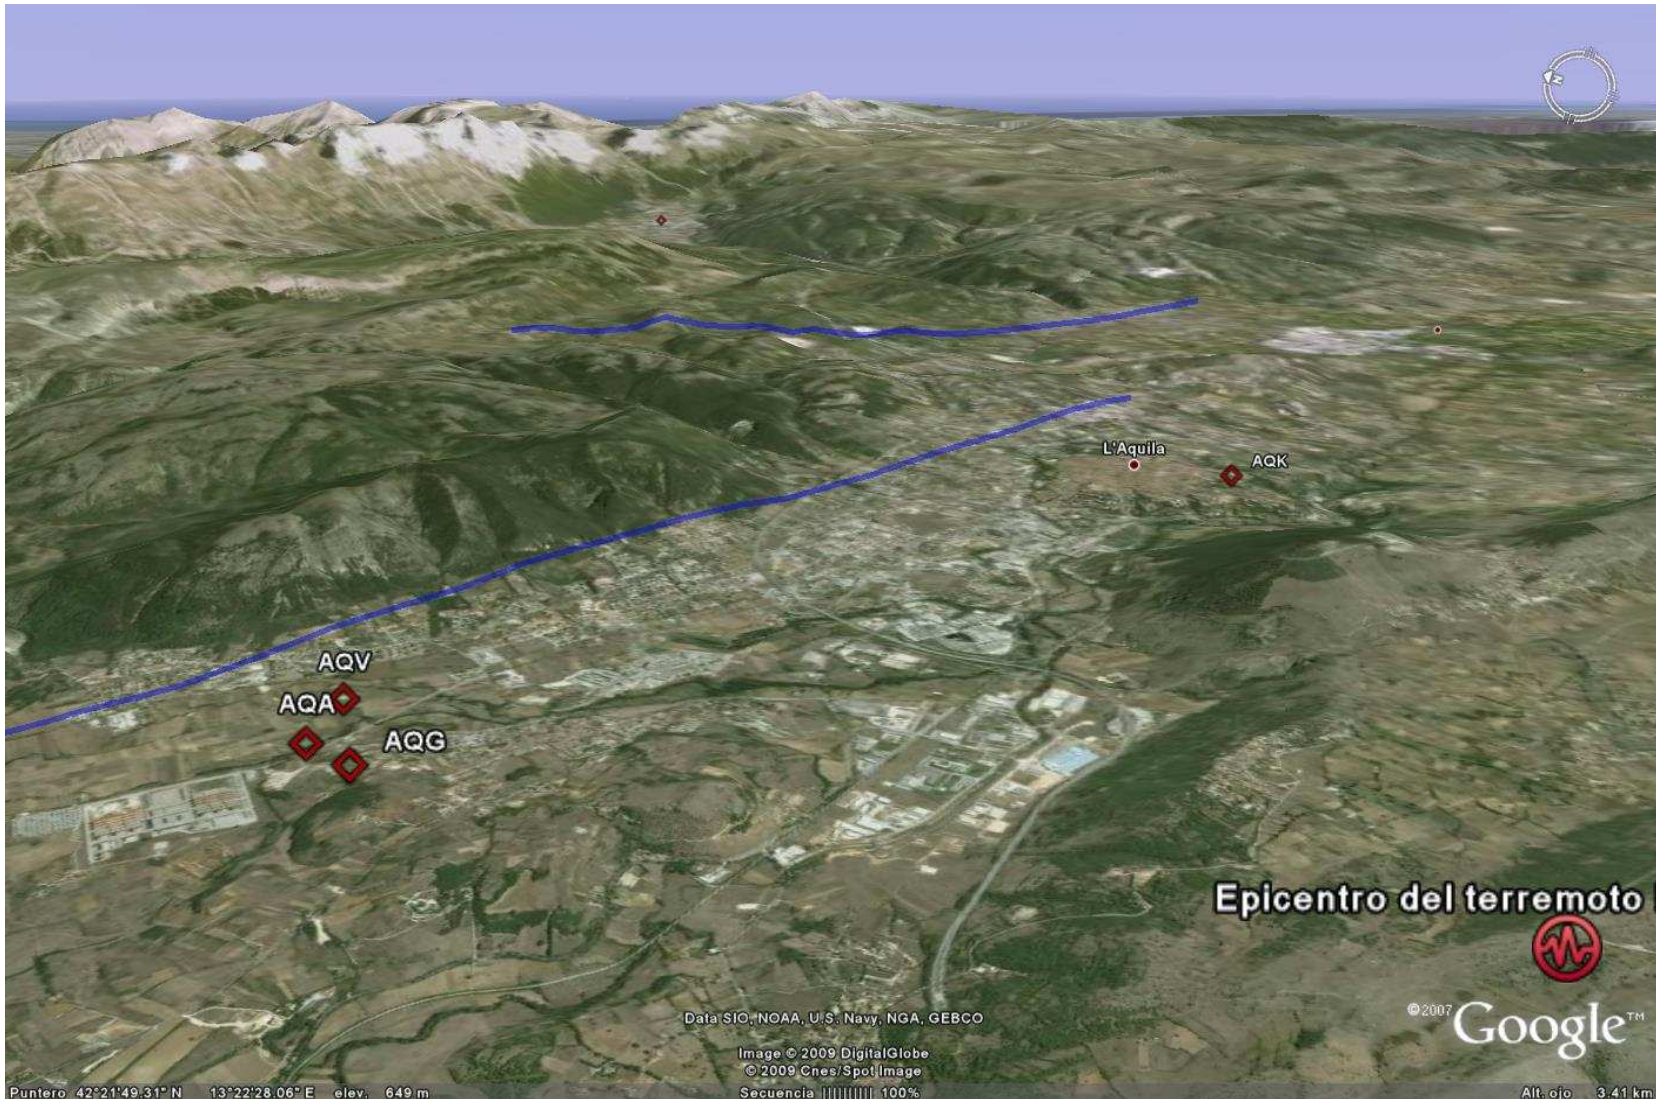 N
L'Aquila
AQK
AQV
AQA
AQG
Epicentro del terremoto
©2007 Google™
Data SIO, NOAA, U.S. Navy, NGA, GEBCO
Image © 2009 DigitalGlobe
© 2009 Cnes/Spot Image
Puntero 42°21'49.31" N 13°22'28.06" E elev. 649 m Secuencia |||||||||| 100% Alt. ojo 3.41 km